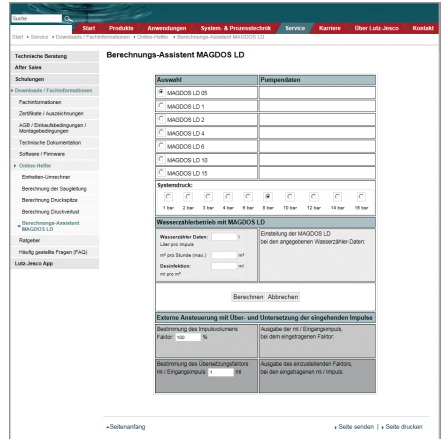 Suche
Start Produkte Anwendungen System- & Prozesstechnik Service Karriere Über Lutz-Jesco Kontakt
Start » Service » Downloads / Fachinformationen » Online-Helfer » Berechnungs-Assistent MAGDOS LD
Technische Beratung
After Sales
Schulungen
Downloads / Fachinformationen
Fachinformationen
Zertifikate / Auszeichnungen
AGB / Einkaufsbedingungen /
Montagebedingungen
Technische Dokumentation
Software / Firmware
Online-Helfer
Einheiten-Umrechner
Berechnung der Saugleitung
Berechnung Druckspitze
Berechnung Druckverlust
Berechnungs-Assistent
MAGDOS LD
Ratgeber
Häufig gestellte Fragen (FAQ)
Lutz-Jesco App
Berechnungs-Assistent MAGDOS LD
Auswahl Pumpendaten
MAGDOS LD 05
MAGDOS LD 1
MAGDOS LD 2
MAGDOS LD 4
MAGDOS LD 6
MAGDOS LD 10
MAGDOS LD 15
Systemdruck:
1 bar 2 bar 3 bar 4 bar 6 bar 8 bar 10 bar 12 bar 14 bar 16 bar
Wasserzählerbetrieb mit MAGDOS LD
Wasserzähler Daten: l
Liter pro Impuls
m³ pro Stunde (max.) m³
Desinfektion: ml
ml pro m³
Einstellung der MAGDOS LD
bei den angegebenen Wasserzähler-Daten:
Berechnen Abbrechen
Externe Ansteuerung mit Über- und Untersetzung der eingehenden Impulse
Bestimmung des Impulsvolumens
Faktor: 100 %
Ausgabe der ml / Eingangsimpuls,
bei dem eingetragenen Faktor:
Bestimmung des Übersetzungsfaktors
ml / Eingangsimpuls: 1 ml
Ausgabe des einzustellenden Faktors,
bei den eingetragenen ml / Impuls:
Seitenanfang
Seite senden | Seite drucken